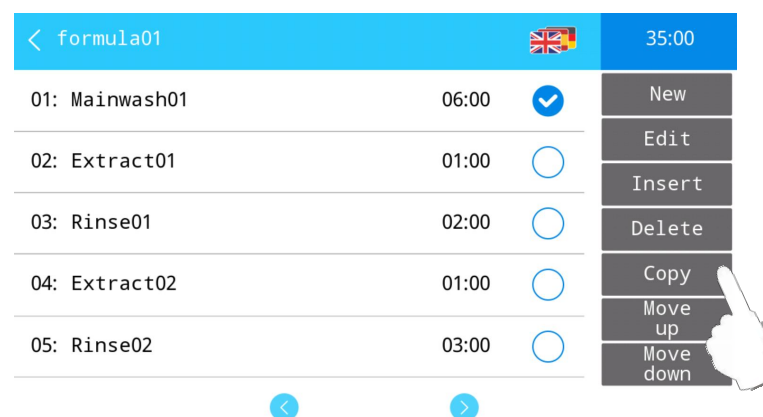 formula01
35:00
01: Mainwash01 06:00
02: Extract01 01:00
03: Rinse01 02:00
04: Extract02 01:00
05: Rinse02 03:00
New
Edit
Insert
Delete
Copy
Move
up
Move
down